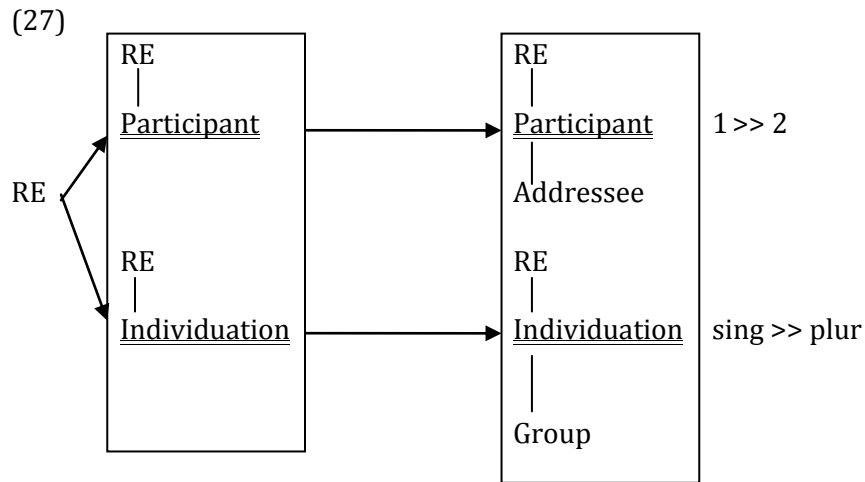 (27)
RE RE
Participant Participant 1 >> 2
RE Addressee
RE RE
Individuation Individuation sing >> plur
Group